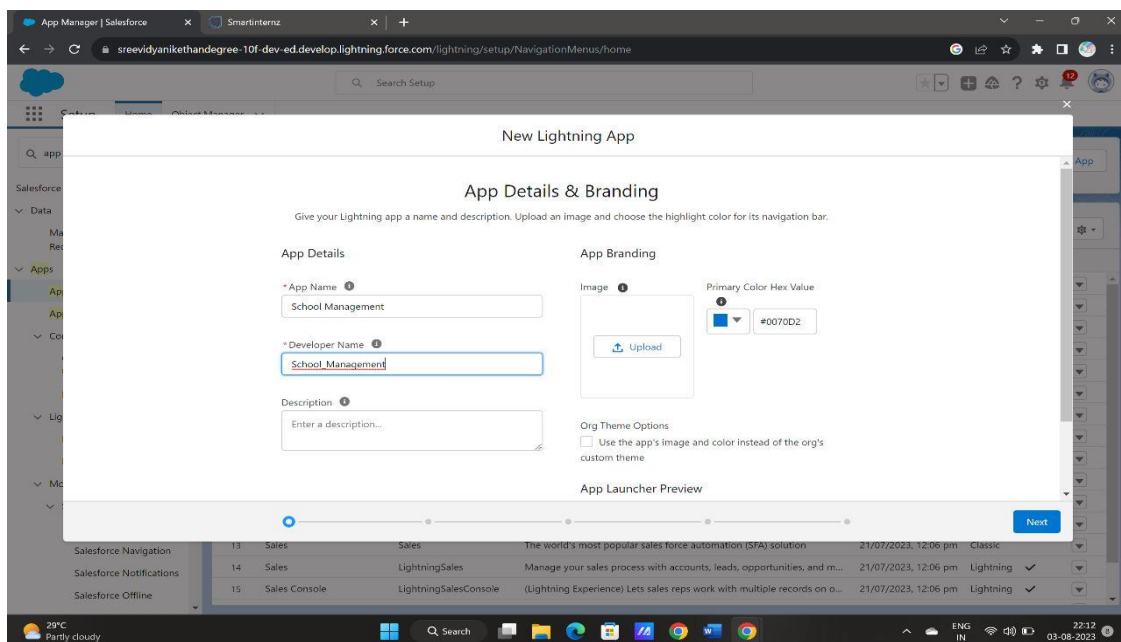 App Manager | Salesforce
Smartinternz
sreevidyanikethandegree-10f-dev-ed.develop.lightning.force.com/lightning/setup/NavigationMenus/home
Search Setup
12
Setup Home Object Manager
New Lightning App
app
App
App Details & Branding
Salesforce
Give your Lightning app a name and description. Upload an image and choose the highlight color for its navigation bar.
Data
App Details
App Branding
Apps
* App Name
Image
Primary Color Hex Value
School Management
#0070D2
Upload
* Developer Name
School_Management
Description
Enter a description...
Org Theme Options
Use the app's image and color instead of the org's
custom theme
App Launcher Preview
Next
Salesforce Navigation
13 Sales Sales The world's most popular sales force automation (SFA) solution 21/07/2023, 12:06 pm Classic
Salesforce Notifications
14 Sales LightningSales Manage your sales process with accounts, leads, opportunities, and m... 21/07/2023, 12:06 pm Lightning
Salesforce Offline
15 Sales Console LightningSalesConsole (Lightning Experience) Lets sales reps work with multiple records on o... 21/07/2023, 12:06 pm Lightning
29°C
Partly cloudy
Search
ENG
IN
22:12
03-08-2023